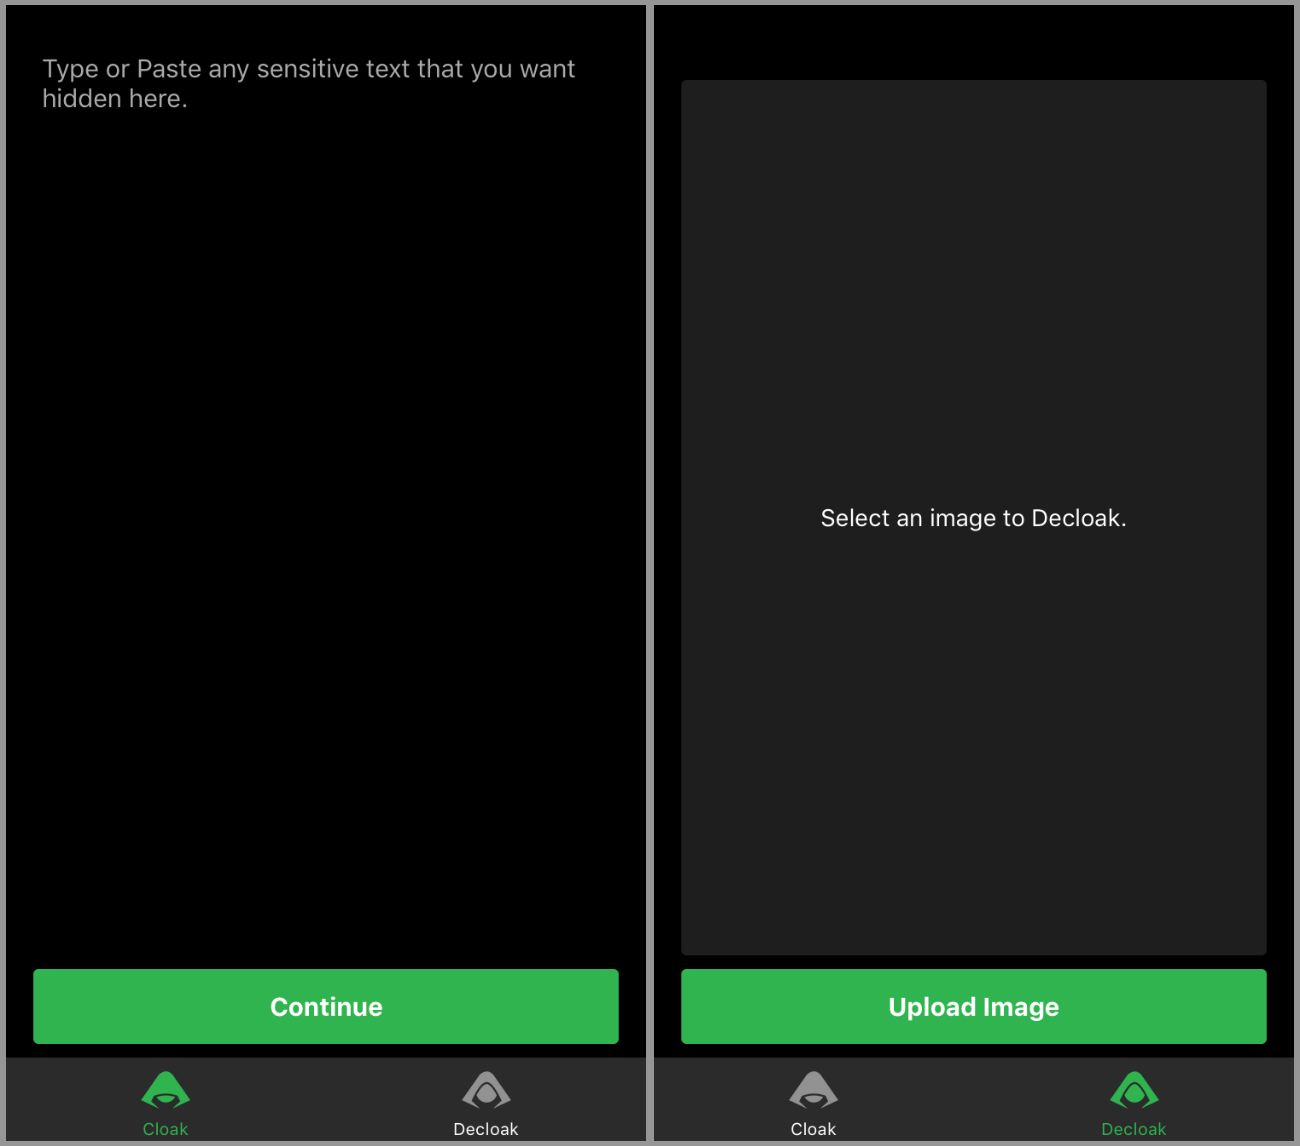 Type or Paste any sensitive text that you want
hidden here.
Continue
Cloak
Decloak
Select an image to Decloak.
Upload Image
Cloak
Decloak